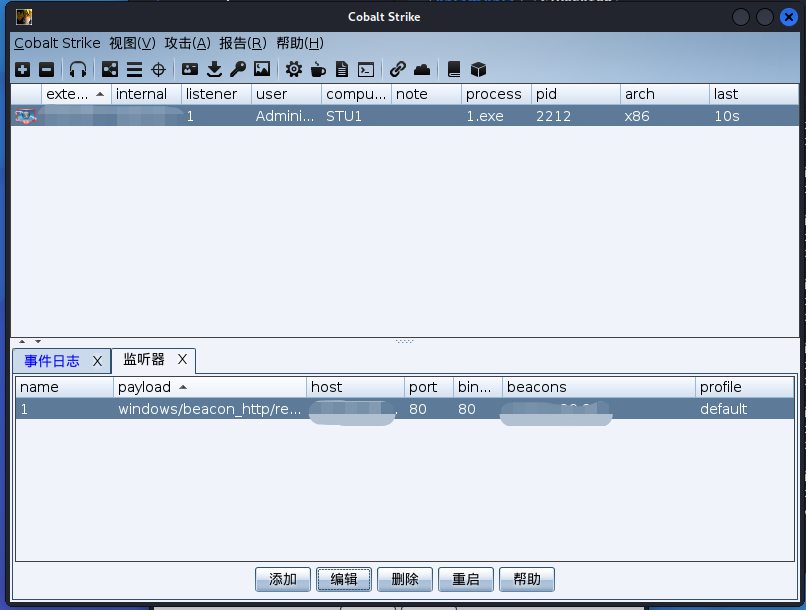 Cobalt Strike
Cobalt Strike 视图(V) 攻击(A) 报告(R) 帮助(H)
exte... internal listener user compu... note process pid arch last
1 Admini... STU1 1.exe 2212 x86 10s
事件日志 X 监听器 X
name payload host port bin... beacons profile
1 windows/beacon_http/re... 80 80 default
添加 编辑 删除 重启 帮助